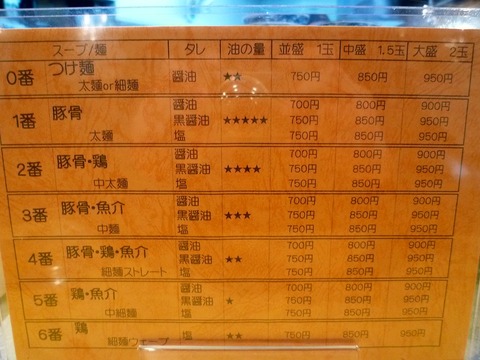 スープ/麺 タレ 油の量 並盛 1玉 中盛 1.5玉 大盛 2玉
0番 つけ麺 太麺or細麺 醤油 ★★ 750円 850円 950円
1番 豚骨 太麺 醤油 700円 800円 900円
黒醤油 ★★★★★ 750円 850円 950円
塩 750円 850円 950円
2番 豚骨・鶏 中太麺 醤油 700円 800円 900円
黒醤油 ★★★★ 750円 850円 950円
塩 750円 850円 950円
3番 豚骨・魚介 中麺 醤油 700円 800円 900円
黒醤油 ★★★ 750円 850円 950円
塩 750円 850円 950円
4番 豚骨・鶏・魚介 細麺ストレート 醤油 700円 800円 900円
黒醤油 ★★ 750円 850円 950円
塩 750円 850円 950円
5番 鶏・魚介 中細麺 醤油 700円 800円 900円
黒醤油 ★ 750円 850円 950円
塩 750円 850円 950円
6番 鶏 細麺ウェーブ ★★ 750円 850円 950円